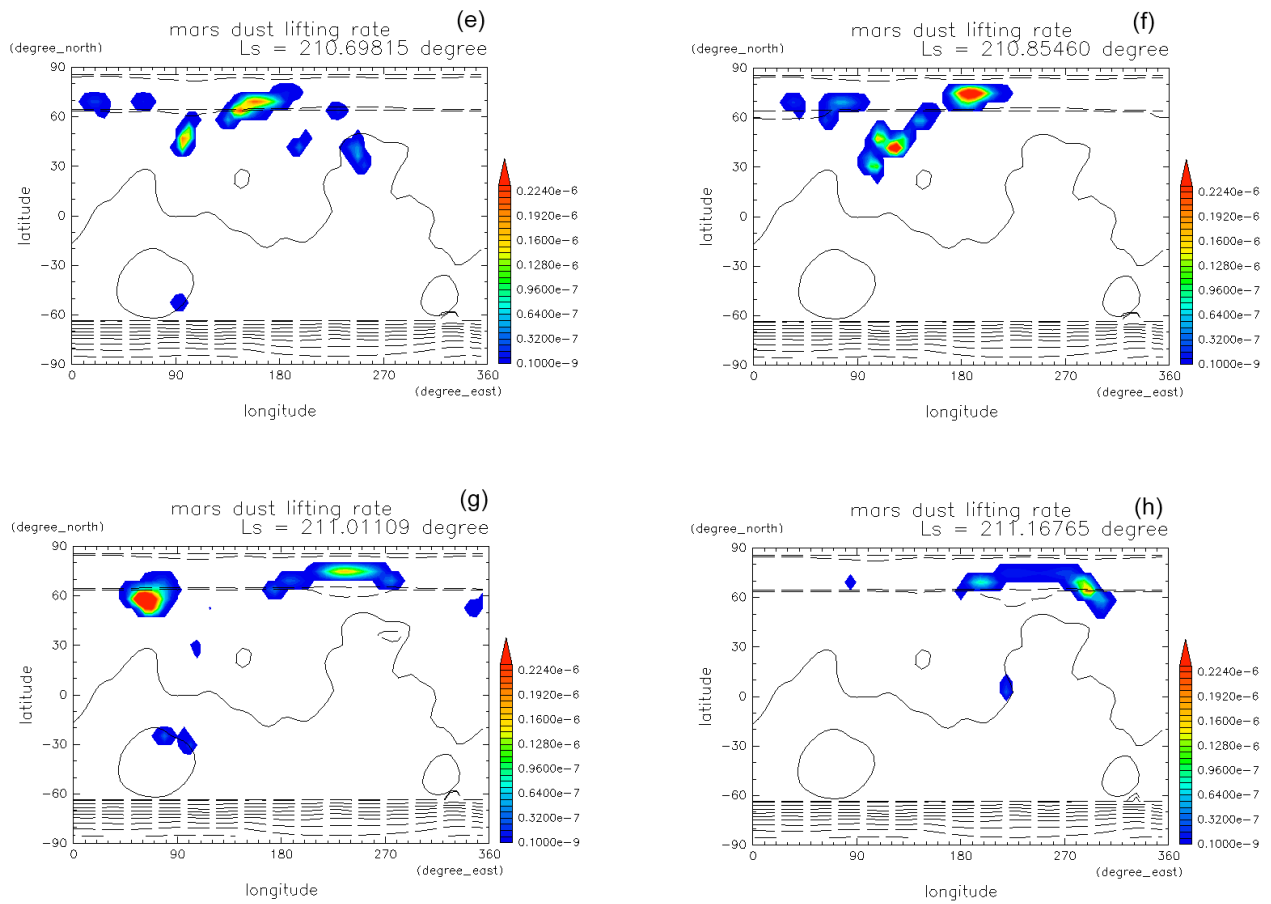 (e)
mars dust lifting rate
(degree_north) Ls = 210.69815 degree
90
60
30
0
−30
−60
−90
latitude
0 90 180 270 360
(degree_east)
longitude
0.2240e−6
0.1920e−6
0.1600e−6
0.1280e−6
0.9600e−7
0.6400e−7
0.3200e−7
0.1000e−9
(f)
mars dust lifting rate
(degree_north) Ls = 210.85460 degree
90
60
30
0
−30
−60
−90
latitude
0 90 180 270 360
(degree_east)
longitude
0.2240e−6
0.1920e−6
0.1600e−6
0.1280e−6
0.9600e−7
0.6400e−7
0.3200e−7
0.1000e−9
(g)
mars dust lifting rate
(degree_north) Ls = 211.01109 degree
90
60
30
0
−30
−60
−90
latitude
0 90 180 270 360
(degree_east)
longitude
0.2240e−6
0.1920e−6
0.1600e−6
0.1280e−6
0.9600e−7
0.6400e−7
0.3200e−7
0.1000e−9
(h)
mars dust lifting rate
(degree_north) Ls = 211.16765 degree
90
60
30
0
−30
−60
−90
latitude
0 90 180 270 360
(degree_east)
longitude
0.2240e−6
0.1920e−6
0.1600e−6
0.1280e−6
0.9600e−7
0.6400e−7
0.3200e−7
0.1000e−9